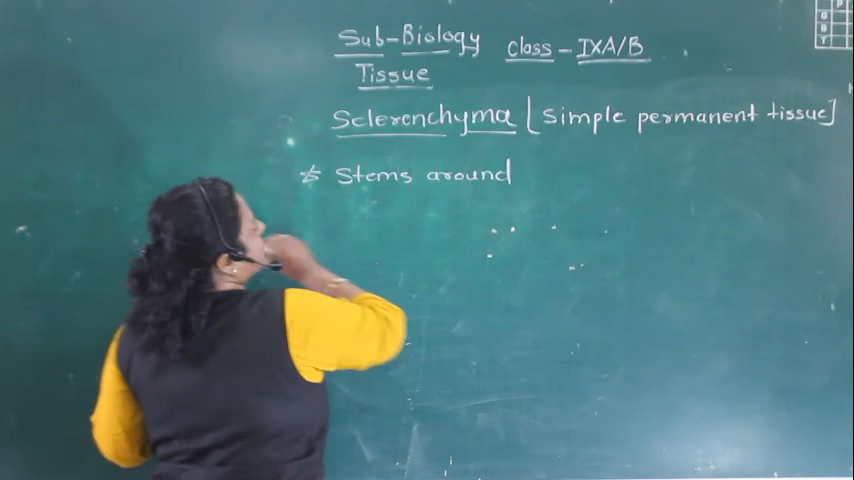 Sub-Biology class - IXA/B
Tissue
Sclerenchyma [Simple permanent tissue]
* Stems around
P
G
B
Y